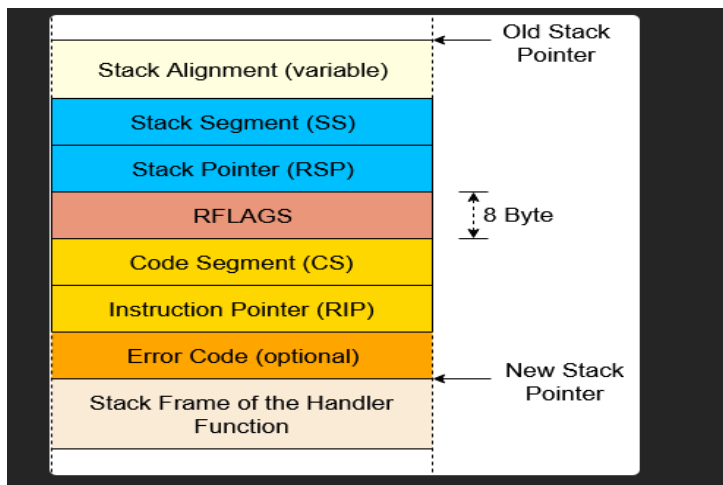 Old Stack
Pointer
Stack Alignment (variable)
Stack Segment (SS)
Stack Pointer (RSP)
RFLAGS
8 Byte
Code Segment (CS)
Instruction Pointer (RIP)
Error Code (optional)
New Stack
Pointer
Stack Frame of the Handler
Function